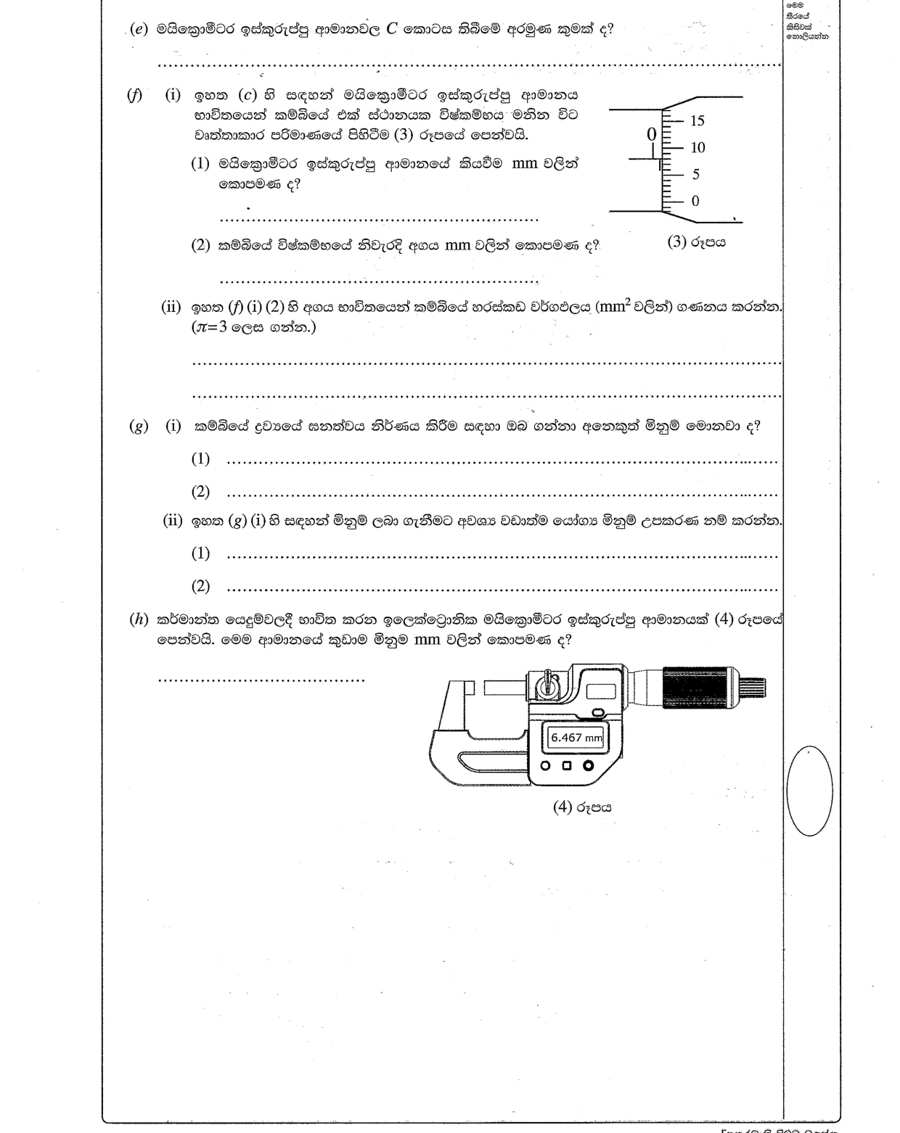 මෙම
තීරයේ
කිසිවක්
නොලියන්න
(e) මයික්‍රොමීටර ඉස්කුරුප්පු ආමානවල C කොටස තිබීමේ අරමුණ කුමක් ද?
(f) (i) ඉහත (c) හි සඳහන් මයික්‍රොමීටර ඉස්කුරුප්පු ආමානය
භාවිතයෙන් කම්බියේ එක් ස්ථානයක විෂ්කම්භය මනින විට
වෘත්තාකාර පරිමාණයේ පිහිටීම (3) රූපයේ පෙන්වයි.
(1) මයික්‍රොමීටර ඉස්කුරුප්පු ආමානයේ කියවීම mm වලින්
කොපමණ ද?
0
15
10
5
0
(3) රූපය
(2) කම්බියේ විෂ්කම්භයේ නිවැරදි අගය mm වලින් කොපමණ ද?
(ii) ඉහත (f) (i) (2) හි අගය භාවිතයෙන් කම්බියේ හරස්කඩ වර්ගඵලය (mm² වලින්) ගණනය කරන්න.
(π=3 ලෙස ගන්න.)
(g) (i) කම්බියේ ද්‍රව්‍යයේ ඝනත්වය නිර්ණය කිරීම සඳහා ඔබ ගන්නා අනෙකුත් මිනුම් මොනවා ද?
(1)
(2)
(ii) ඉහත (g) (i) හි සඳහන් මිනුම් ලබා ගැනීමට අවශ්‍ය වඩාත්ම යෝග්‍ය මිනුම් උපකරණ නම් කරන්න.
(1)
(2)
(h) කර්මාන්ත යෙදුම්වලදී භාවිත කරන ඉලෙක්ට්‍රොනික මයික්‍රොමීටර ඉස්කුරුප්පු ආමානයක් (4) රූපයේ
පෙන්වයි. මෙම ආමානයේ කුඩාම මිනුම mm වලින් කොපමණ ද?
6.467 mm
(4) රූපය